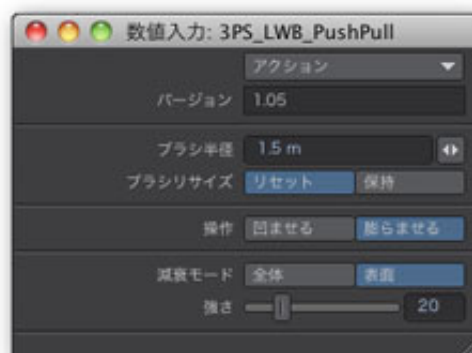 数値入力: 3PS_LWB_PushPull
アクション
バージョン 1.05
ブラシ半径 1.5 m
ブラシリサイズ リセット 保持
操作 凹ませる 膨らませる
減衰モード 全体 表面
強さ 20